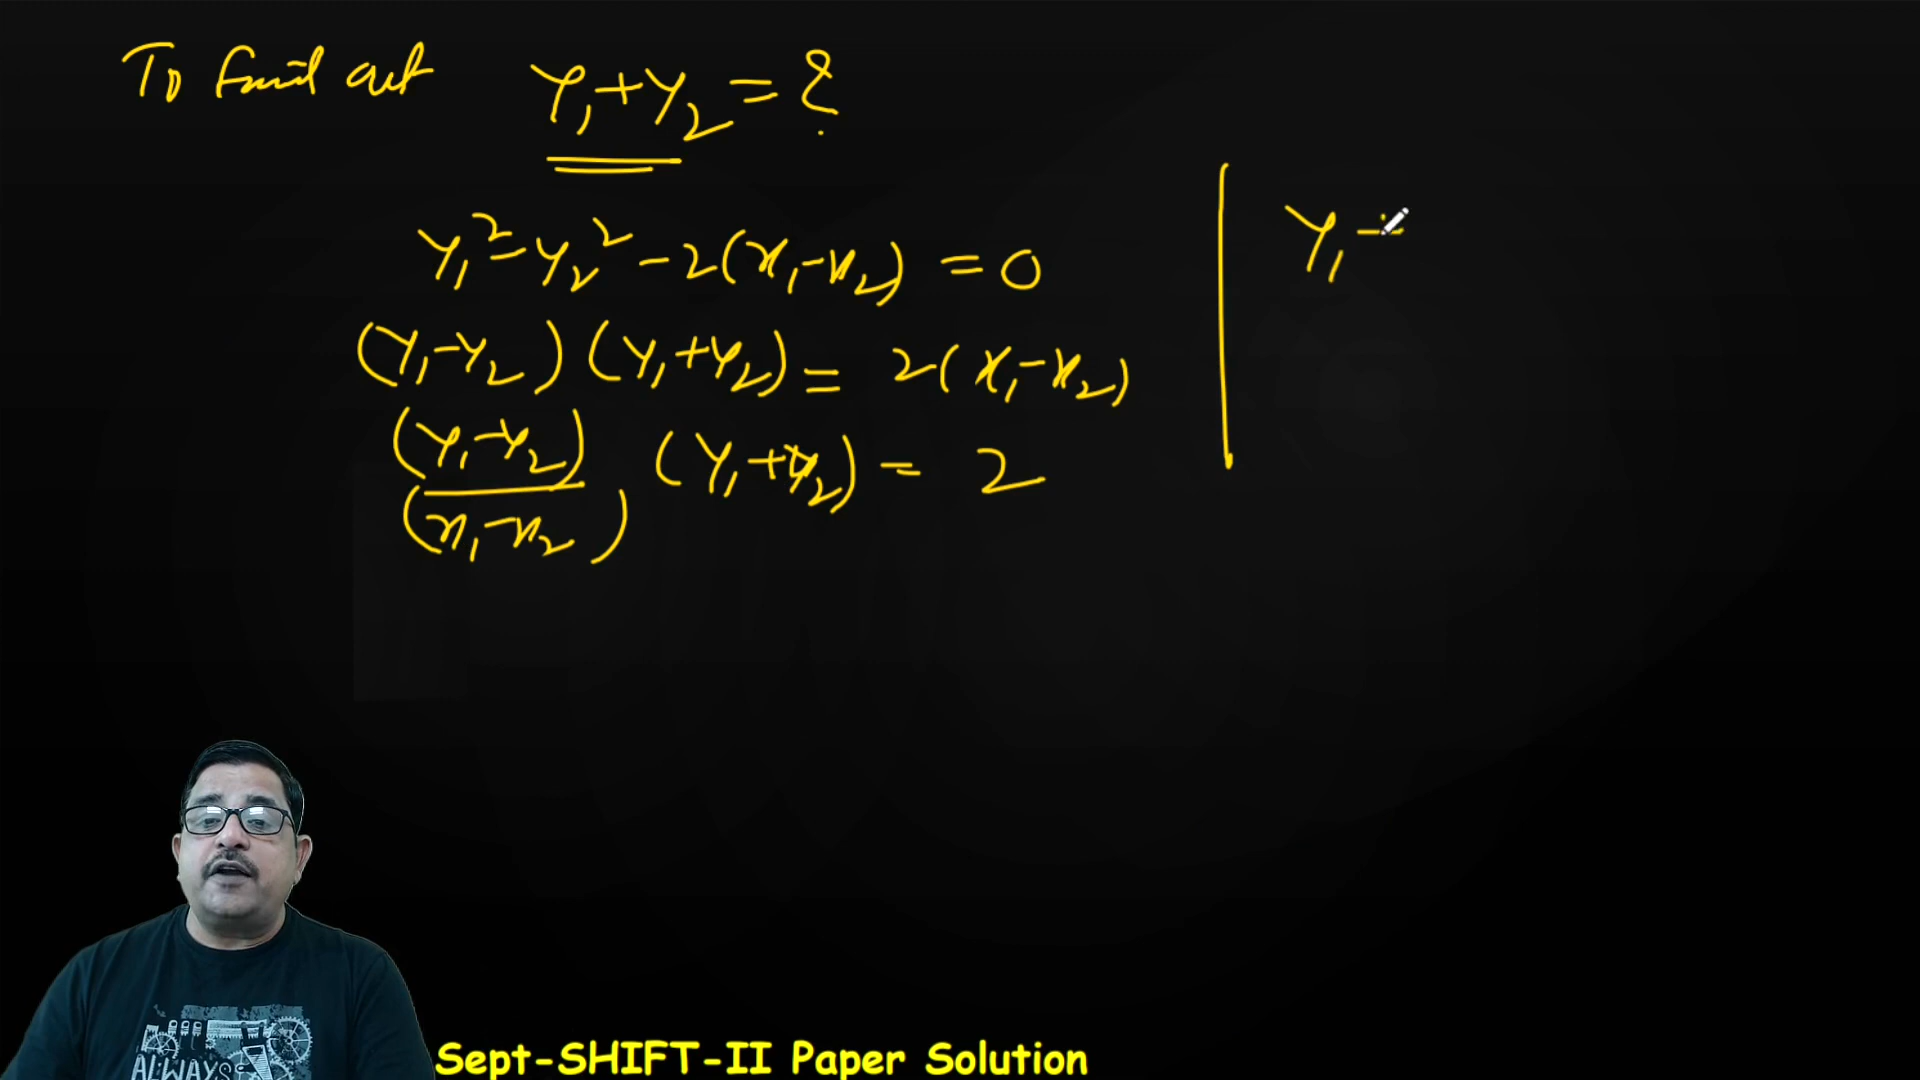 To find out Y₁+Y₂ = ?
Y₁² - Y₂² - 2(x₁-x₂) = 0
(Y₁-Y₂) (Y₁+Y₂) = 2(x₁-x₂)
(Y₁-Y₂)/(x₁-x₂) (Y₁+Y₂) = 2
Y₁ =
ALWAYS
Sept-SHIFT-II Paper Solution